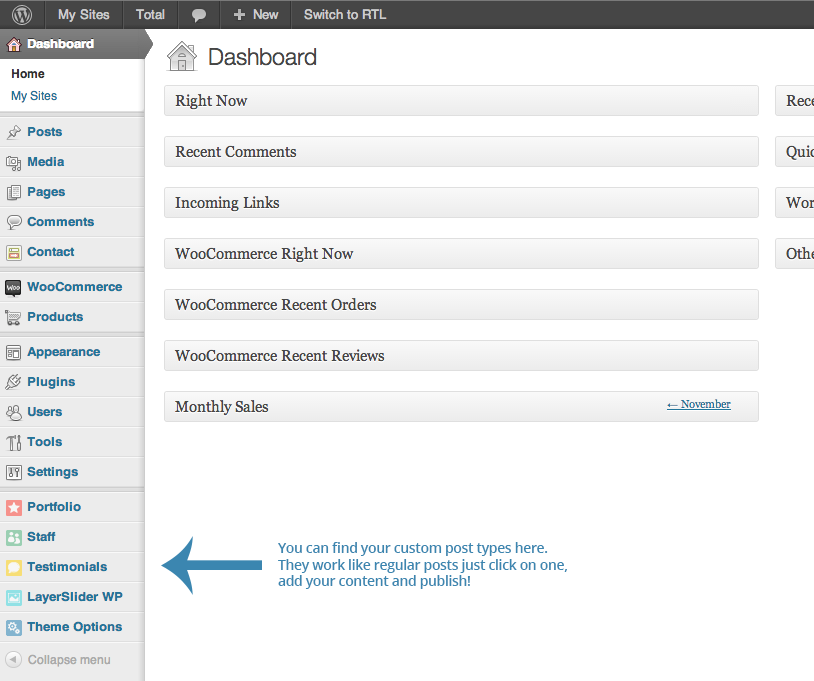 My Sites Total New Switch to RTL
Dashboard
Home
My Sites
Posts
Media
Pages
Comments
Contact
WOO WooCommerce
Products
Appearance
Plugins
Users
Tools
Settings
Portfolio
Staff
Testimonials
LayerSlider WP
Theme Options
Collapse menu
Dashboard
Right Now
Recent Comments
Incoming Links
WooCommerce Right Now
WooCommerce Recent Orders
WooCommerce Recent Reviews
Monthly Sales ← November
Rece
Quic
Wor
Othe
You can find your custom post types here.
They work like regular posts just click on one,
add your content and publish!